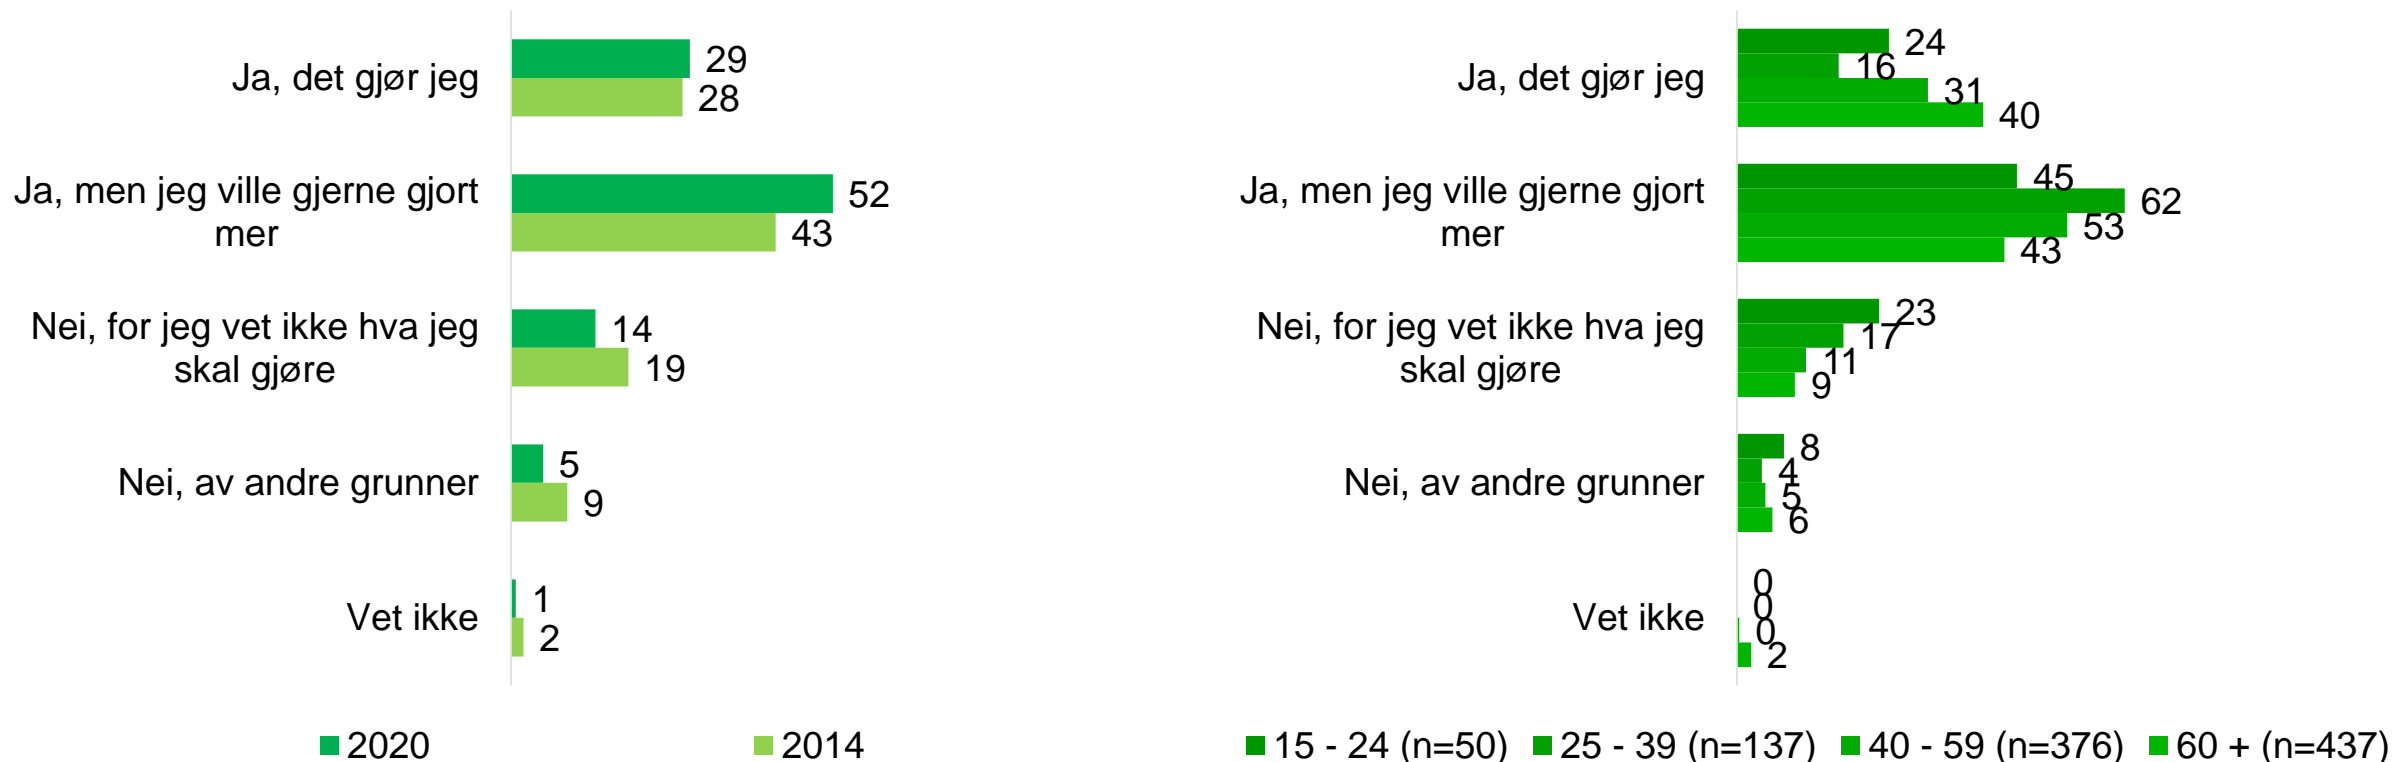 Ja, det gjør jeg
29
28
Ja, men jeg ville gjerne gjort
mer
52
43
Nei, for jeg vet ikke hva jeg
skal gjøre
14
19
Nei, av andre grunner
5
9
Vet ikke
1
2
2020 2014
Ja, det gjør jeg
24
16
31
40
Ja, men jeg ville gjerne gjort
mer
45
62
53
43
Nei, for jeg vet ikke hva jeg
skal gjøre
23
17
11
9
Nei, av andre grunner
8
4
5
6
Vet ikke
0
0
0
2
15 - 24 (n=50) 25 - 39 (n=137) 40 - 59 (n=376) 60 + (n=437)